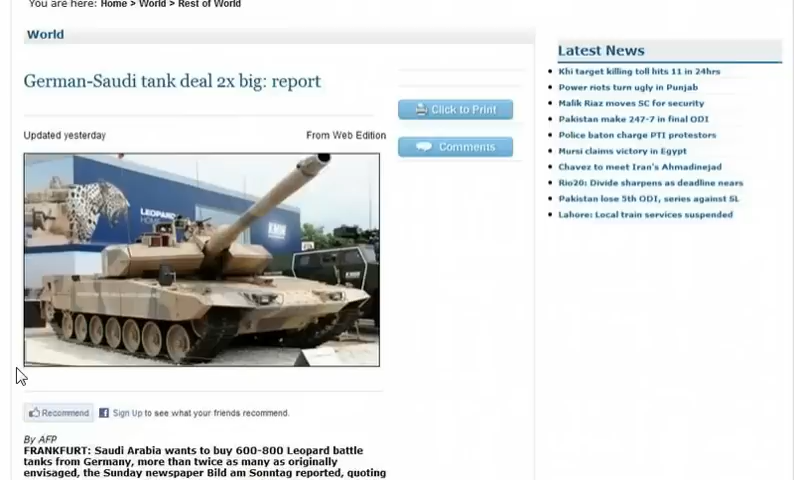 You are here: Home > World > Rest of World
World
German-Saudi tank deal 2x big: report
Updated yesterday
From Web Edition
LEOPARD
KMW
Recommend
Sign Up to see what your friends recommend.
By AFP
FRANKFURT: Saudi Arabia wants to buy 600-800 Leopard battle
tanks from Germany, more than twice as many as originally
envisaged, the Sunday newspaper Bild am Sonntag reported, quoting
Click to Print
Comments
Latest News
Khi target killing toll hits 11 in 24hrs
Power riots turn ugly in Punjab
Malik Riaz moves SC for security
Pakistan make 247-7 in final ODI
Police baton charge PTI protestors
Mursi claims victory in Egypt
Chavez to meet Iran's Ahmadinejad
Rio20: Divide sharpens as deadline nears
Pakistan lose 5th ODI, series against SL
Lahore: Local train services suspended